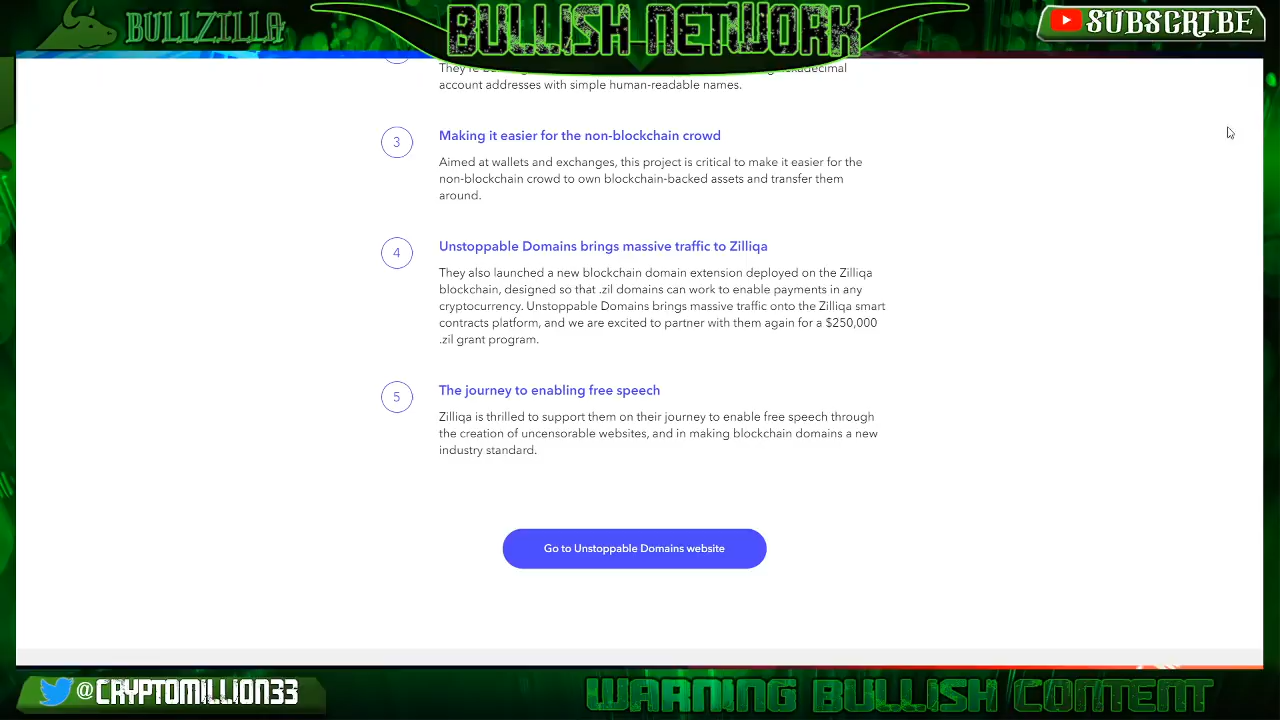 BULLZILLA
BULLISH NETWORK
SUBSCRIBE
hexadecimal
account addresses with simple human-readable names.
3
Making it easier for the non-blockchain crowd
Aimed at wallets and exchanges, this project is critical to make it easier for the
non-blockchain crowd to own blockchain-backed assets and transfer them
around.
4
Unstoppable Domains brings massive traffic to Zilliqa
They also launched a new blockchain domain extension deployed on the Zilliqa
blockchain, designed so that .zil domains can work to enable payments in any
cryptocurrency. Unstoppable Domains brings massive traffic onto the Zilliqa smart
contracts platform, and we are excited to partner with them again for a $250,000
.zil grant program.
5
The journey to enabling free speech
Zilliqa is thrilled to support them on their journey to enable free speech through
the creation of uncensorable websites, and in making blockchain domains a new
industry standard.
Go to Unstoppable Domains website
@CRYPTOMILLION33
WARNING BULLISH CONTENT